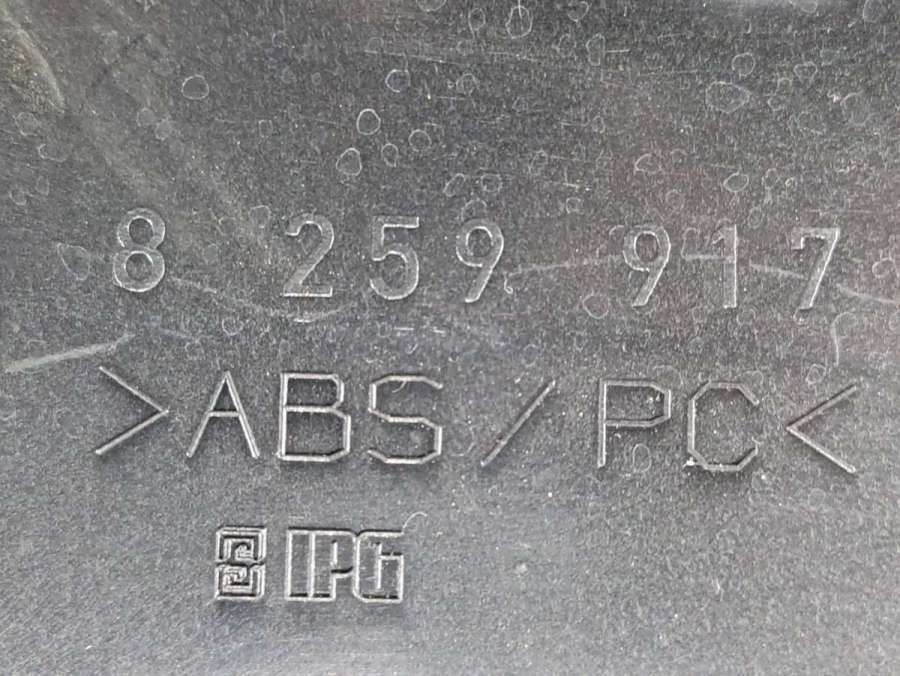 8 259 917
>ABS/PC<
IPG